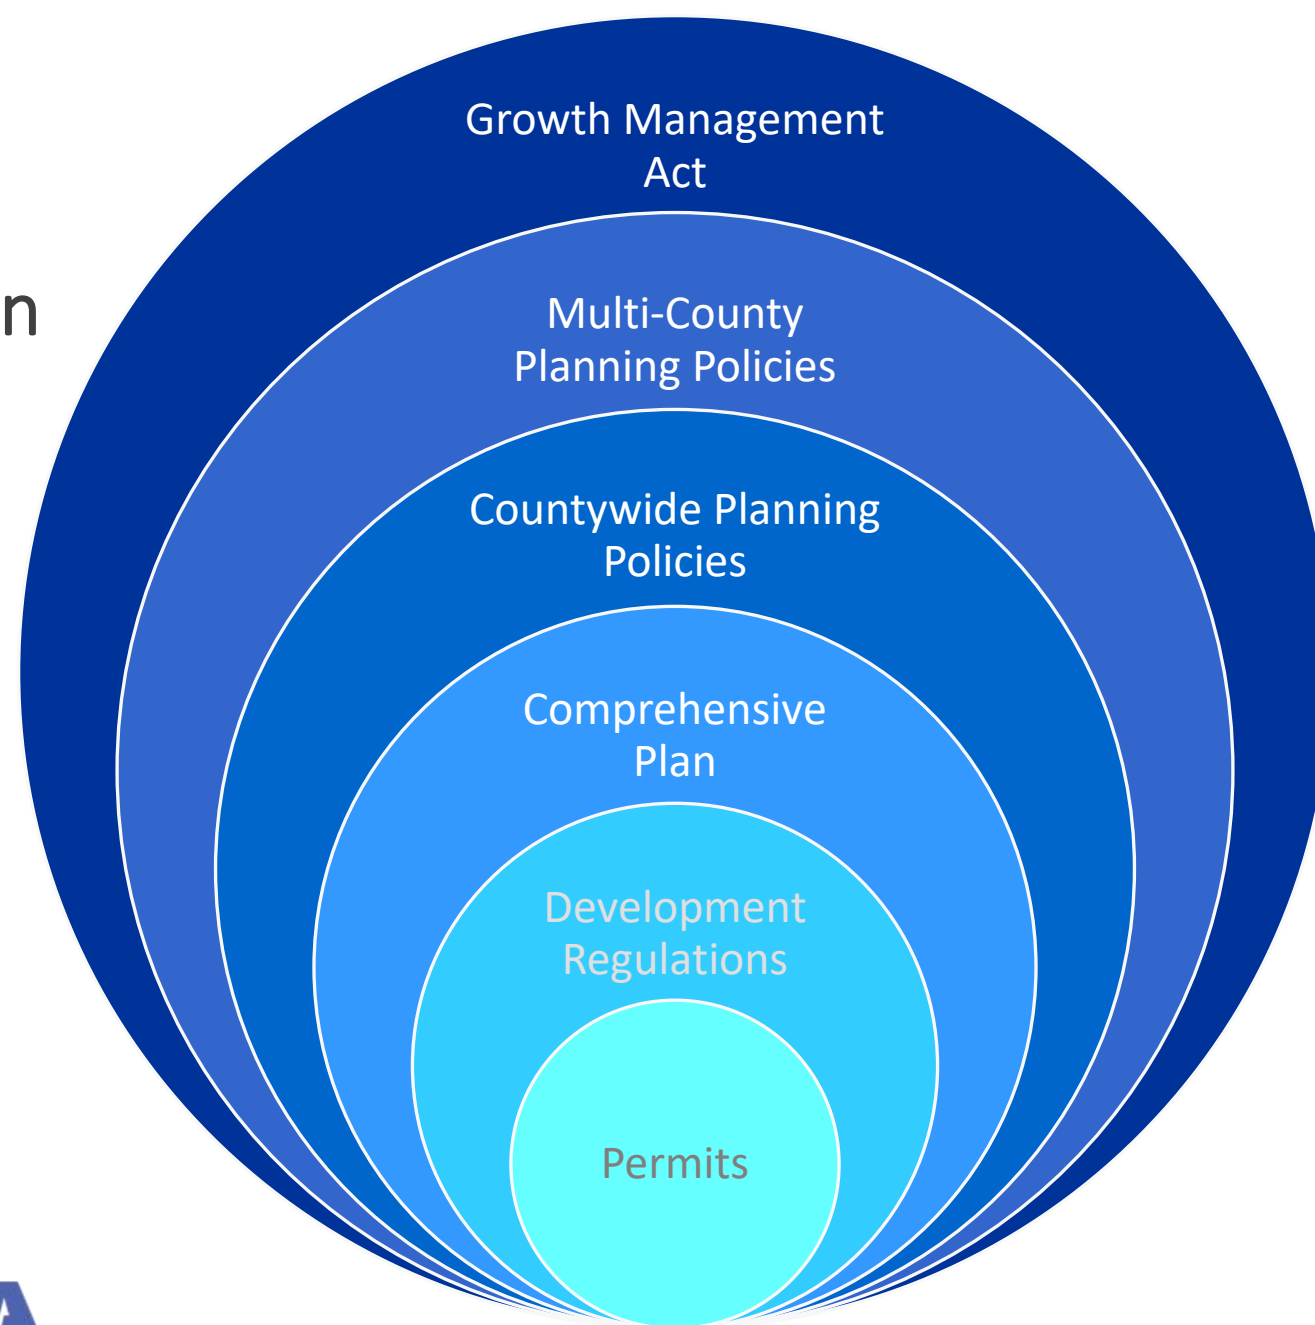 Growth Management
Act
n
Multi-County
Planning Policies
Countywide Planning
Policies
Comprehensive
Plan
Development
Regulations
Permits